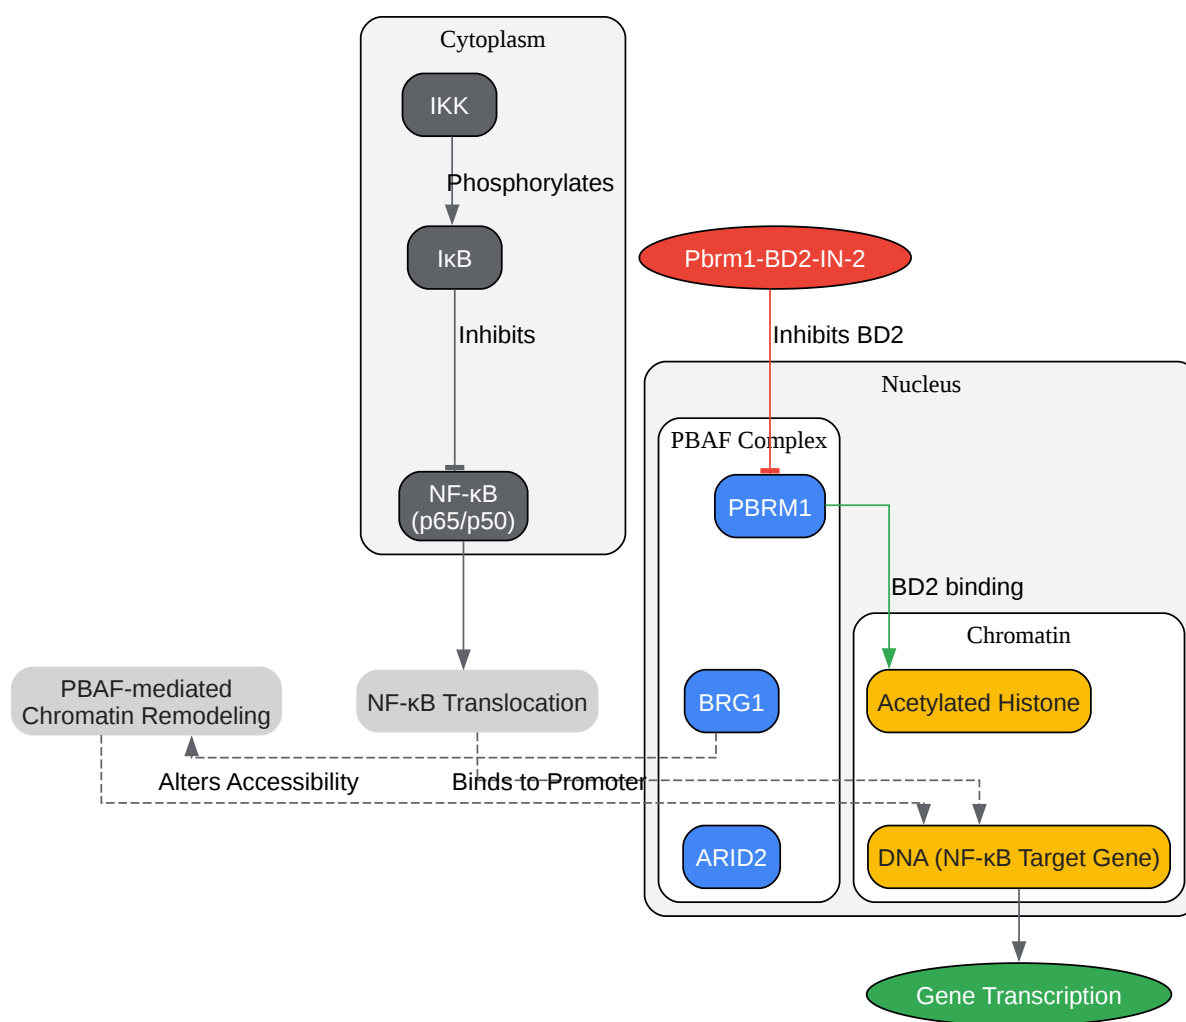 Cytoplasm
IKK
Phosphorylates
IκB
Pbrm1-BD2-IN-2
Inhibits
Inhibits BD2
Nucleus
PBAF Complex
NF-κB
(p65/p50)
PBRM1
BD2 binding
Chromatin
PBAF-mediated
Chromatin Remodeling
NF-κB Translocation
BRG1
Acetylated Histone
Alters Accessibility
Binds to Promoter
ARID2
DNA (NF-κB Target Gene)
Gene Transcription